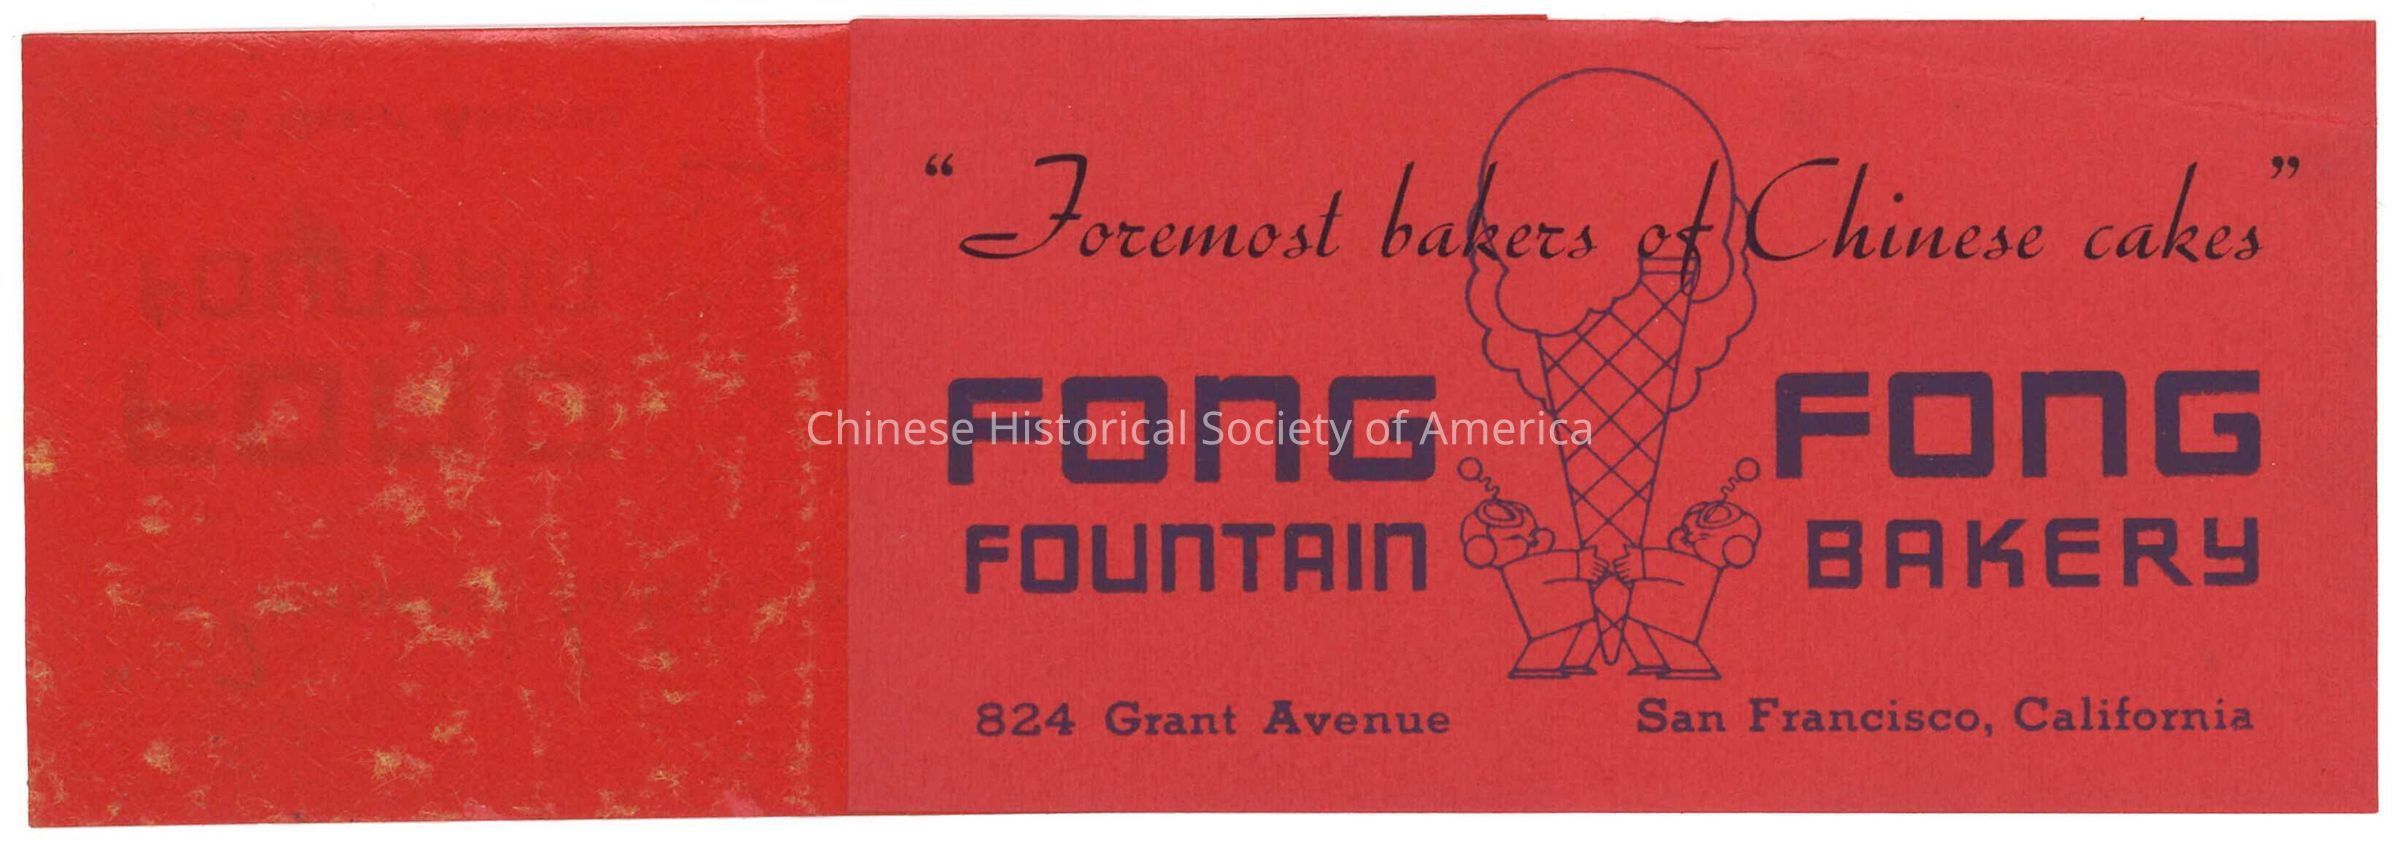 “Foremost bakers of Chinese cakes”
FONG FONG
FOUNTAIN BAKERY
824 Grant Avenue San Francisco, California
Chinese Historical Society of America